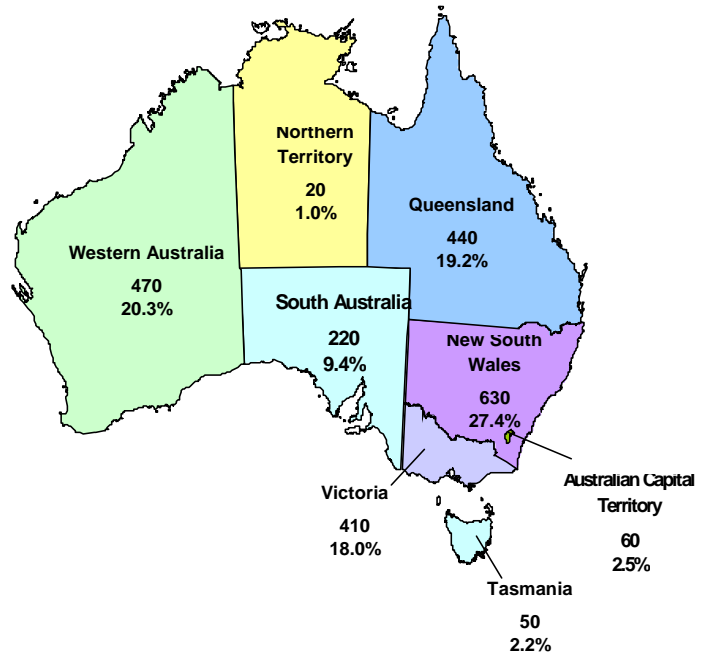 Northern
Territory
20
1.0%
Queensland
440
19.2%
Western Australia
470
20.3%
South Australia
220
9.4%
New South
Wales
630
27.4%
Victoria
410
18.0%
Australian Capital
Territory
60
2.5%
Tasmania
50
2.2%